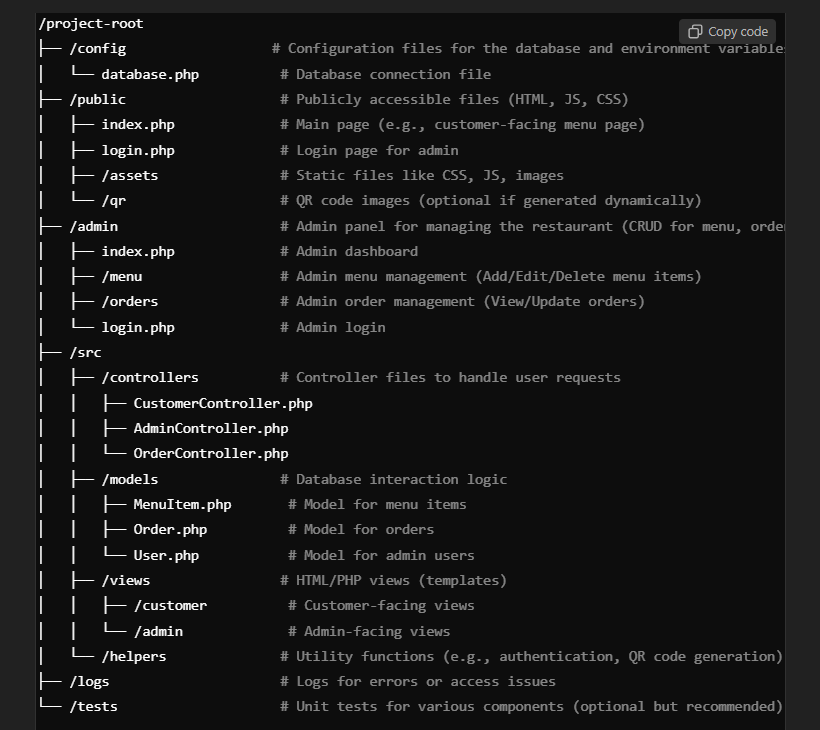 /project-root
Copy code
├── /config                  # Configuration files for the database and environment variables
│   └── database.php          # Database connection file
├── /public                   # Publicly accessible files (HTML, JS, CSS)
│   ├── index.php             # Main page (e.g., customer-facing menu page)
│   ├── login.php             # Login page for admin
│   ├── /assets               # Static files like CSS, JS, images
│   └── /qr                   # QR code images (optional if generated dynamically)
├── /admin                    # Admin panel for managing the restaurant (CRUD for menu, orde
│   ├── index.php             # Admin dashboard
│   ├── /menu                 # Admin menu management (Add/Edit/Delete menu items)
│   ├── /orders               # Admin order management (View/Update orders)
│   └── login.php             # Admin login
├── /src
│   ├── /controllers          # Controller files to handle user requests
│   │   ├── CustomerController.php
│   │   ├── AdminController.php
│   │   └── OrderController.php
│   ├── /models               # Database interaction logic
│   │   ├── MenuItem.php       # Model for menu items
│   │   ├── Order.php          # Model for orders
│   │   └── User.php           # Model for admin users
│   ├── /views                # HTML/PHP views (templates)
│   │   ├── /customer          # Customer-facing views
│   │   └── /admin             # Admin-facing views
│   └── /helpers              # Utility functions (e.g., authentication, QR code generation)
├── /logs                     # Logs for errors or access issues
└── /tests                    # Unit tests for various components (optional but recommended)